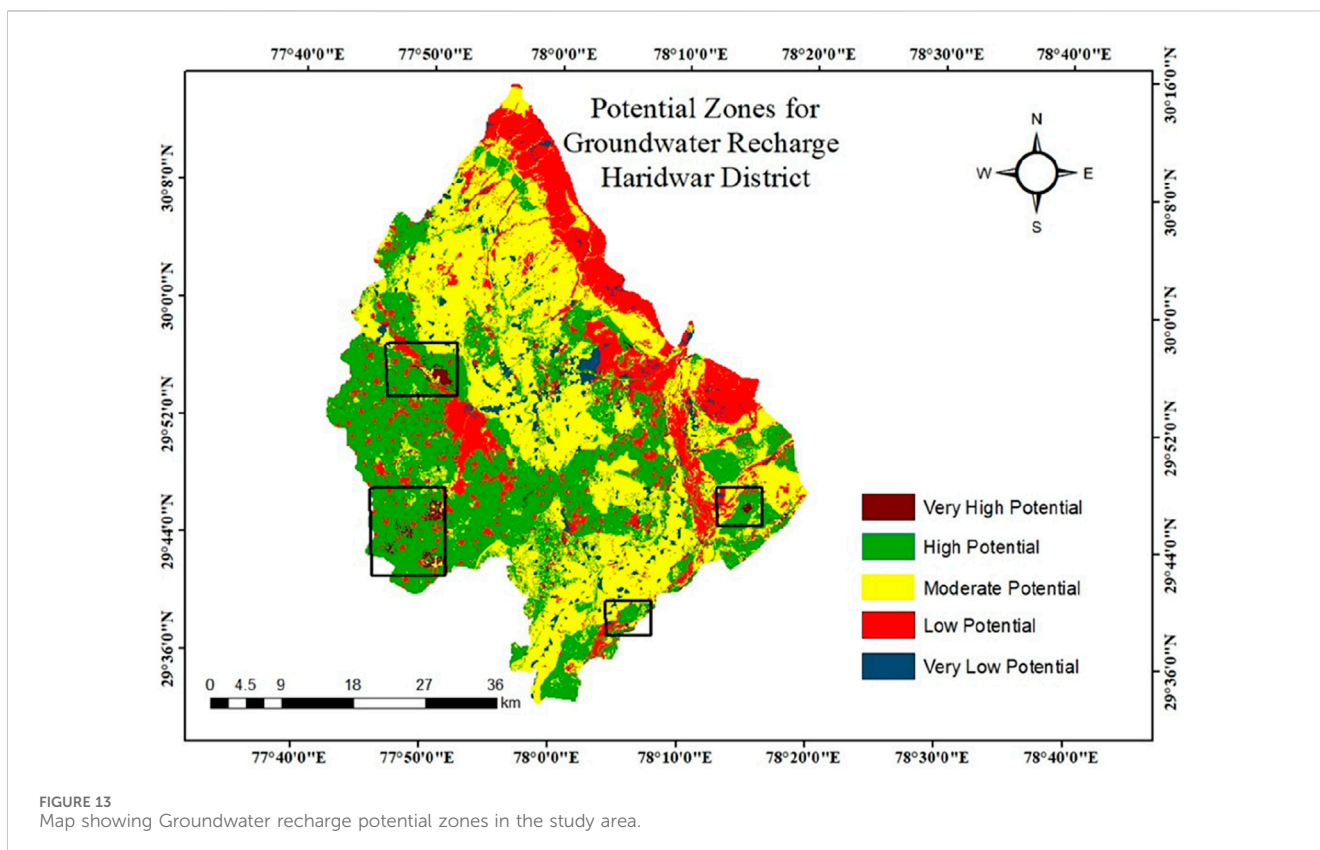 77°40'0"E 77°50'0"E 78°0'0"E 78°10'0"E 78°20'0"E 78°30'0"E 78°40'0"E
Potential Zones for
Groundwater Recharge
Haridwar District
N
W E
S
30°8'0"N
30°0'0"N
29°52'0"N
29°44'0"N
29°36'0"N
30°16'0"N
30°8'0"N
30°0'0"N
29°52'0"N
29°44'0"N
29°36'0"N
Very High Potential
High Potential
Moderate Potential
Low Potential
Very Low Potential
0 4.5 9 18 27 36
km
77°40'0"E 77°50'0"E 78°0'0"E 78°10'0"E 78°20'0"E 78°30'0"E 78°40'0"E
FIGURE 13
Map showing Groundwater recharge potential zones in the study area.